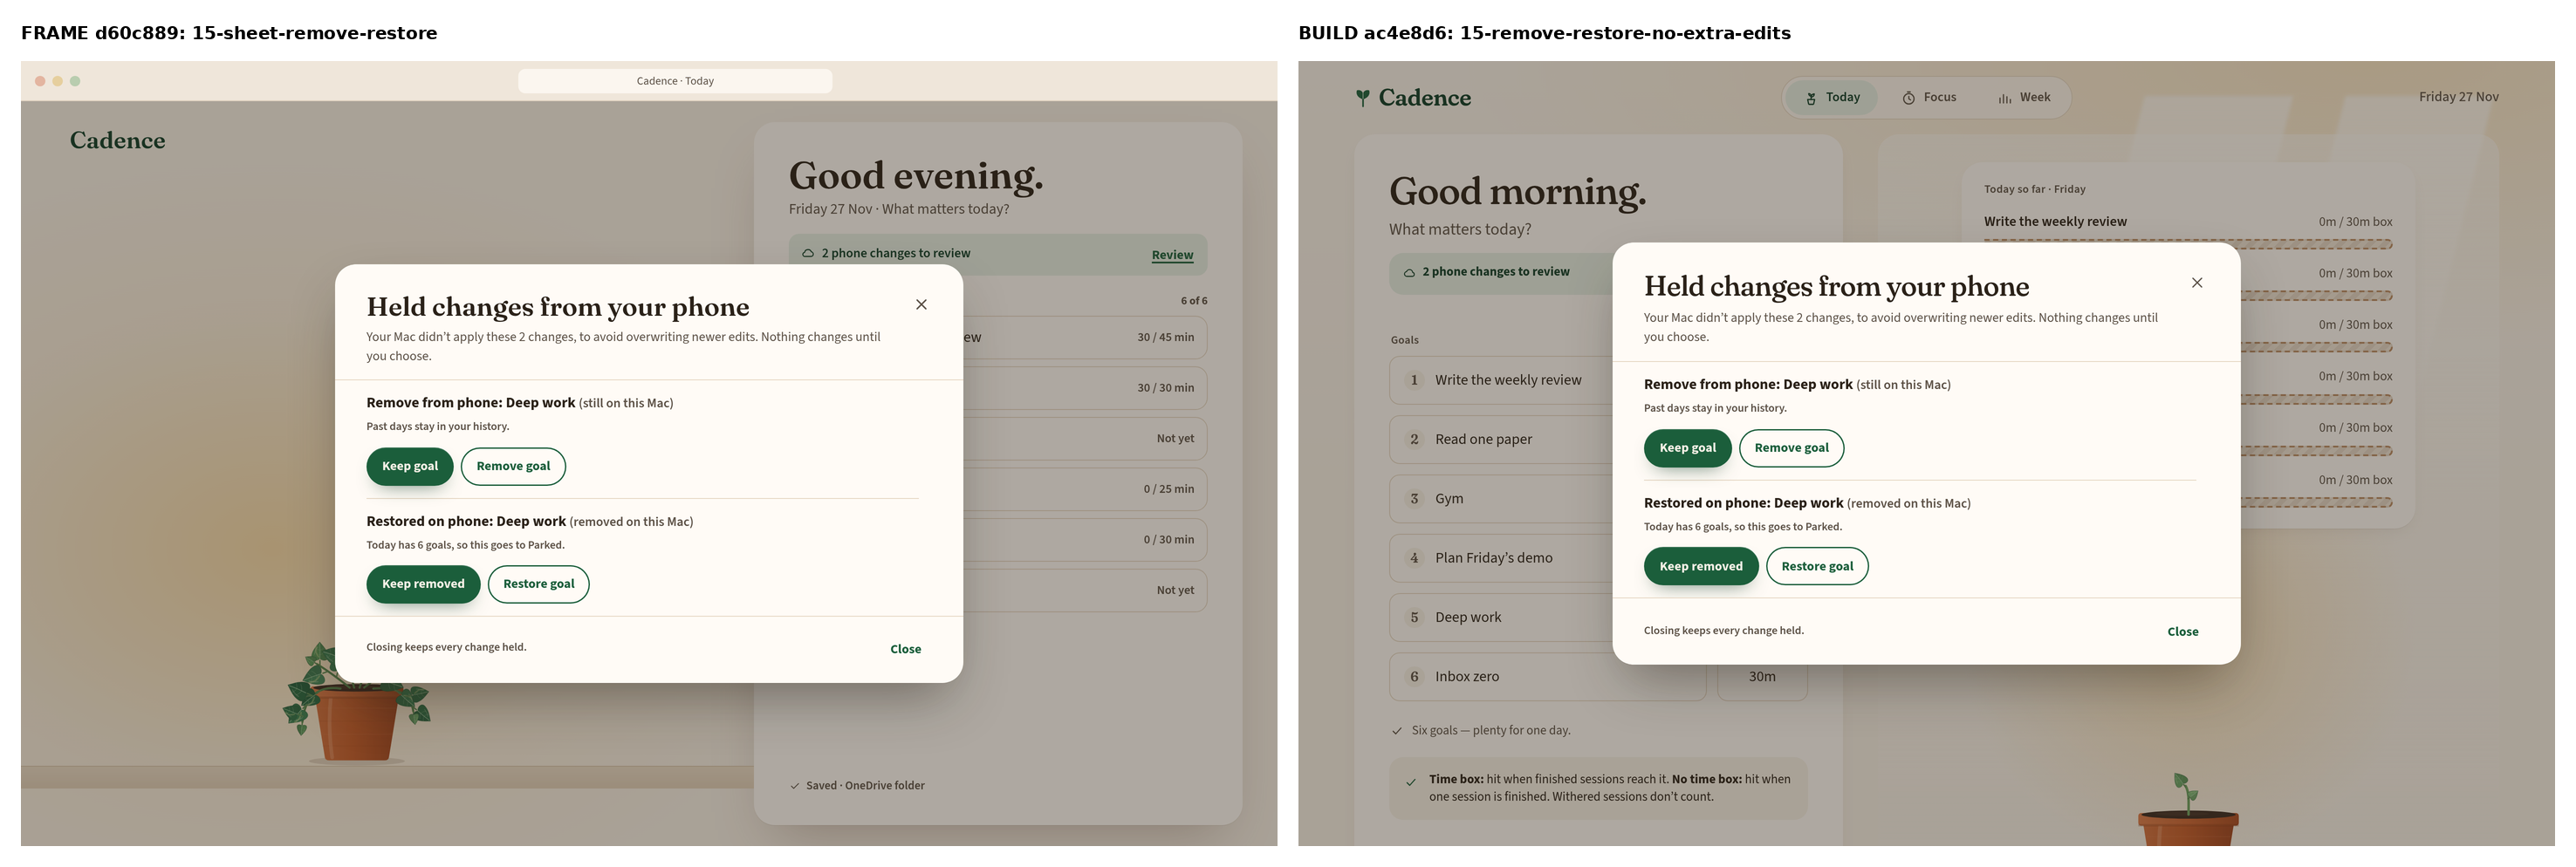 FRAME d60c889: 15-sheet-remove-restore
Cadence · Today
Cadence
Good evening.
Friday 27 Nov · What matters today?
2 phone changes to review
Review
6 of 6
ew
30 / 45 min
30 / 30 min
Not yet
0 / 25 min
0 / 30 min
Not yet
Saved · OneDrive folder
Held changes from your phone
Your Mac didn’t apply these 2 changes, to avoid overwriting newer edits. Nothing changes until
you choose.
Remove from phone: Deep work (still on this Mac)
Past days stay in your history.
Keep goal
Remove goal
Restored on phone: Deep work (removed on this Mac)
Today has 6 goals, so this goes to Parked.
Keep removed
Restore goal
Closing keeps every change held.
Close
BUILD ac4e8d6: 15-remove-restore-no-extra-edits
Cadence
Today
Focus
Week
Friday 27 Nov
Good morning.
What matters today?
2 phone changes to review
Goals
1 Write the weekly review
2 Read one paper
3 Gym
4 Plan Friday’s demo
5 Deep work
6 Inbox zero
30m
Six goals — plenty for one day.
Time box: hit when finished sessions reach it. No time box: hit when
one session is finished. Withered sessions don’t count.
Today so far · Friday
Write the weekly review
0m / 30m box
0m / 30m box
0m / 30m box
0m / 30m box
0m / 30m box
0m / 30m box
Held changes from your phone
Your Mac didn’t apply these 2 changes, to avoid overwriting newer edits. Nothing changes until
you choose.
Remove from phone: Deep work (still on this Mac)
Past days stay in your history.
Keep goal
Remove goal
Restored on phone: Deep work (removed on this Mac)
Today has 6 goals, so this goes to Parked.
Keep removed
Restore goal
Closing keeps every change held.
Close